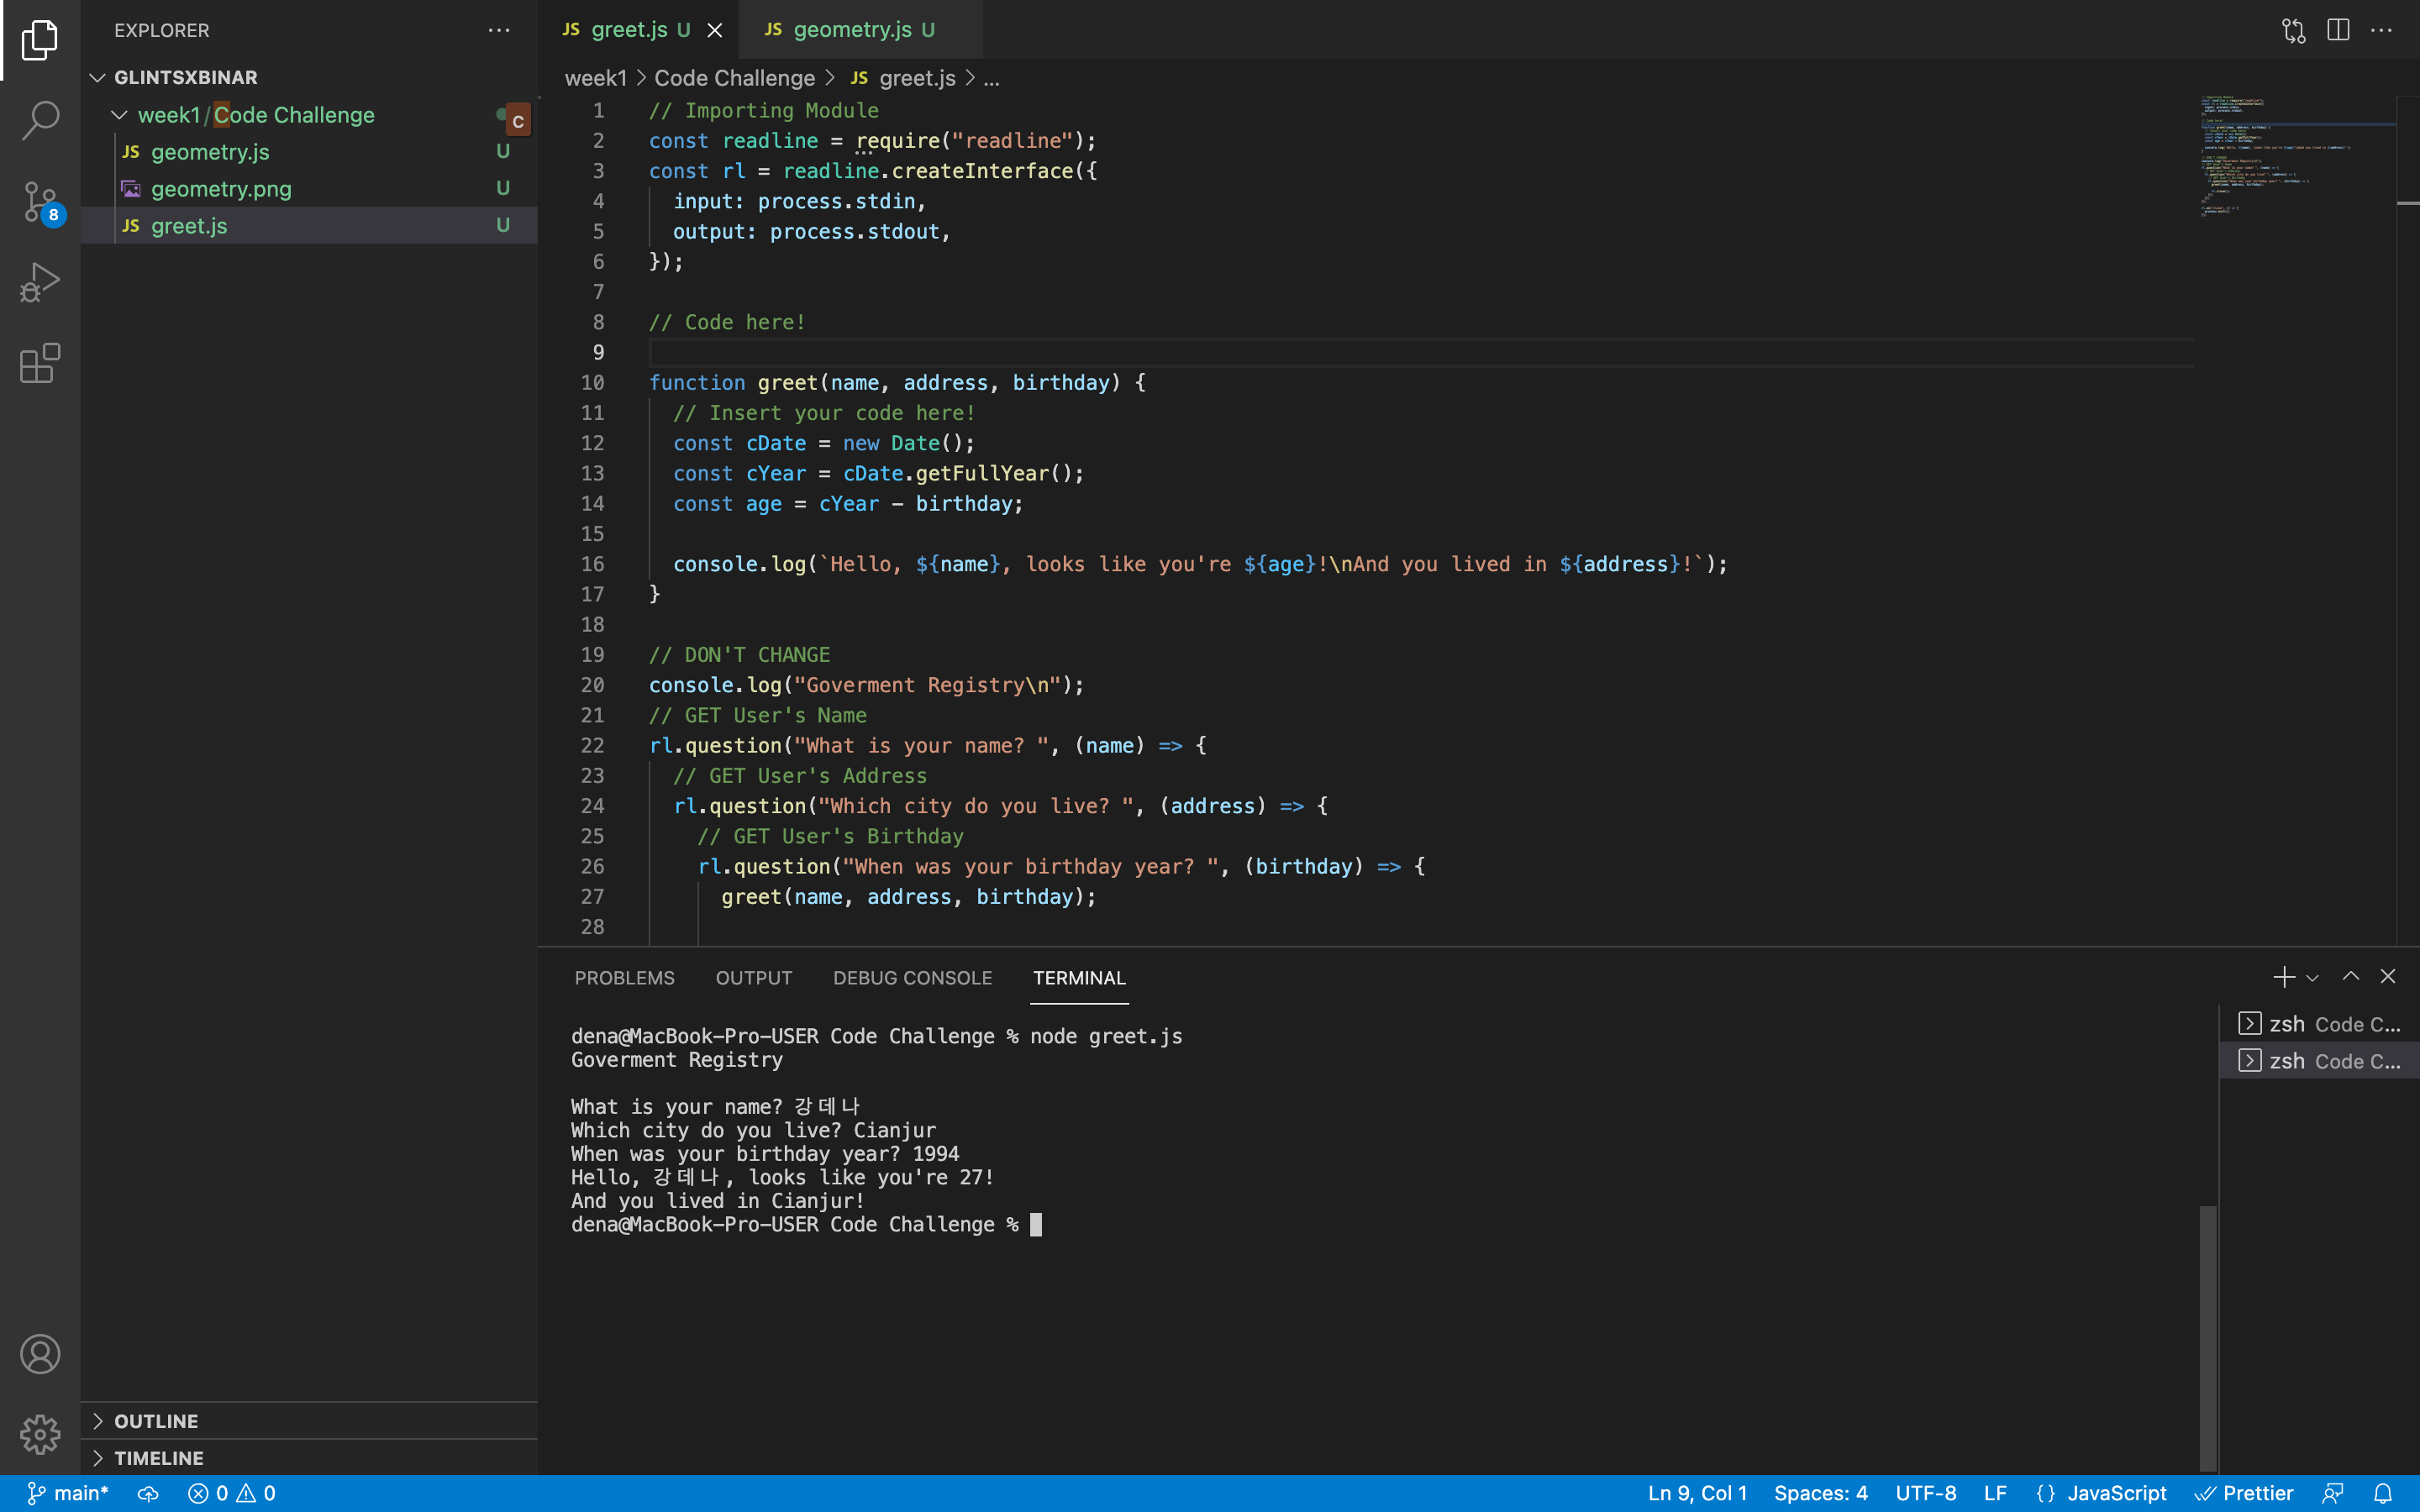 EXPLORER
GLINTSXBINAR
week1/Code Challenge C
JS geometry.js U
geometry.png U
JS greet.js U
8
OUTLINE
TIMELINE
JS greet.js U
JS geometry.js U
week1 > Code Challenge > JS greet.js > ...
1 // Importing Module
2 const readline = require("readline");
3 const rl = readline.createInterface({
4 input: process.stdin,
5 output: process.stdout,
6 });
7
8 // Code here!
9
10 function greet(name, address, birthday) {
11 // Insert your code here!
12 const cDate = new Date();
13 const cYear = cDate.getFullYear();
14 const age = cYear - birthday;
15
16 console.log(`Hello, ${name}, looks like you're ${age}!\nAnd you lived in ${address}!`);
17 }
18
19 // DON'T CHANGE
20 console.log("Goverment Registry\n");
21 // GET User's Name
22 rl.question("What is your name? ", (name) => {
23 // GET User's Address
24 rl.question("Which city do you live? ", (address) => {
25 // GET User's Birthday
26 rl.question("When was your birthday year? ", (birthday) => {
27 greet(name, address, birthday);
28
PROBLEMS OUTPUT DEBUG CONSOLE TERMINAL
dena@MacBook-Pro-USER Code Challenge % node greet.js
Goverment Registry
What is your name? 강데나
Which city do you live? Cianjur
When was your birthday year? 1994
Hello, 강데나, looks like you're 27!
And you lived in Cianjur!
dena@MacBook-Pro-USER Code Challenge %
zsh Code C...
zsh Code C...
main* 0 0
Ln 9, Col 1 Spaces: 4 UTF-8 LF {} JavaScript Prettier